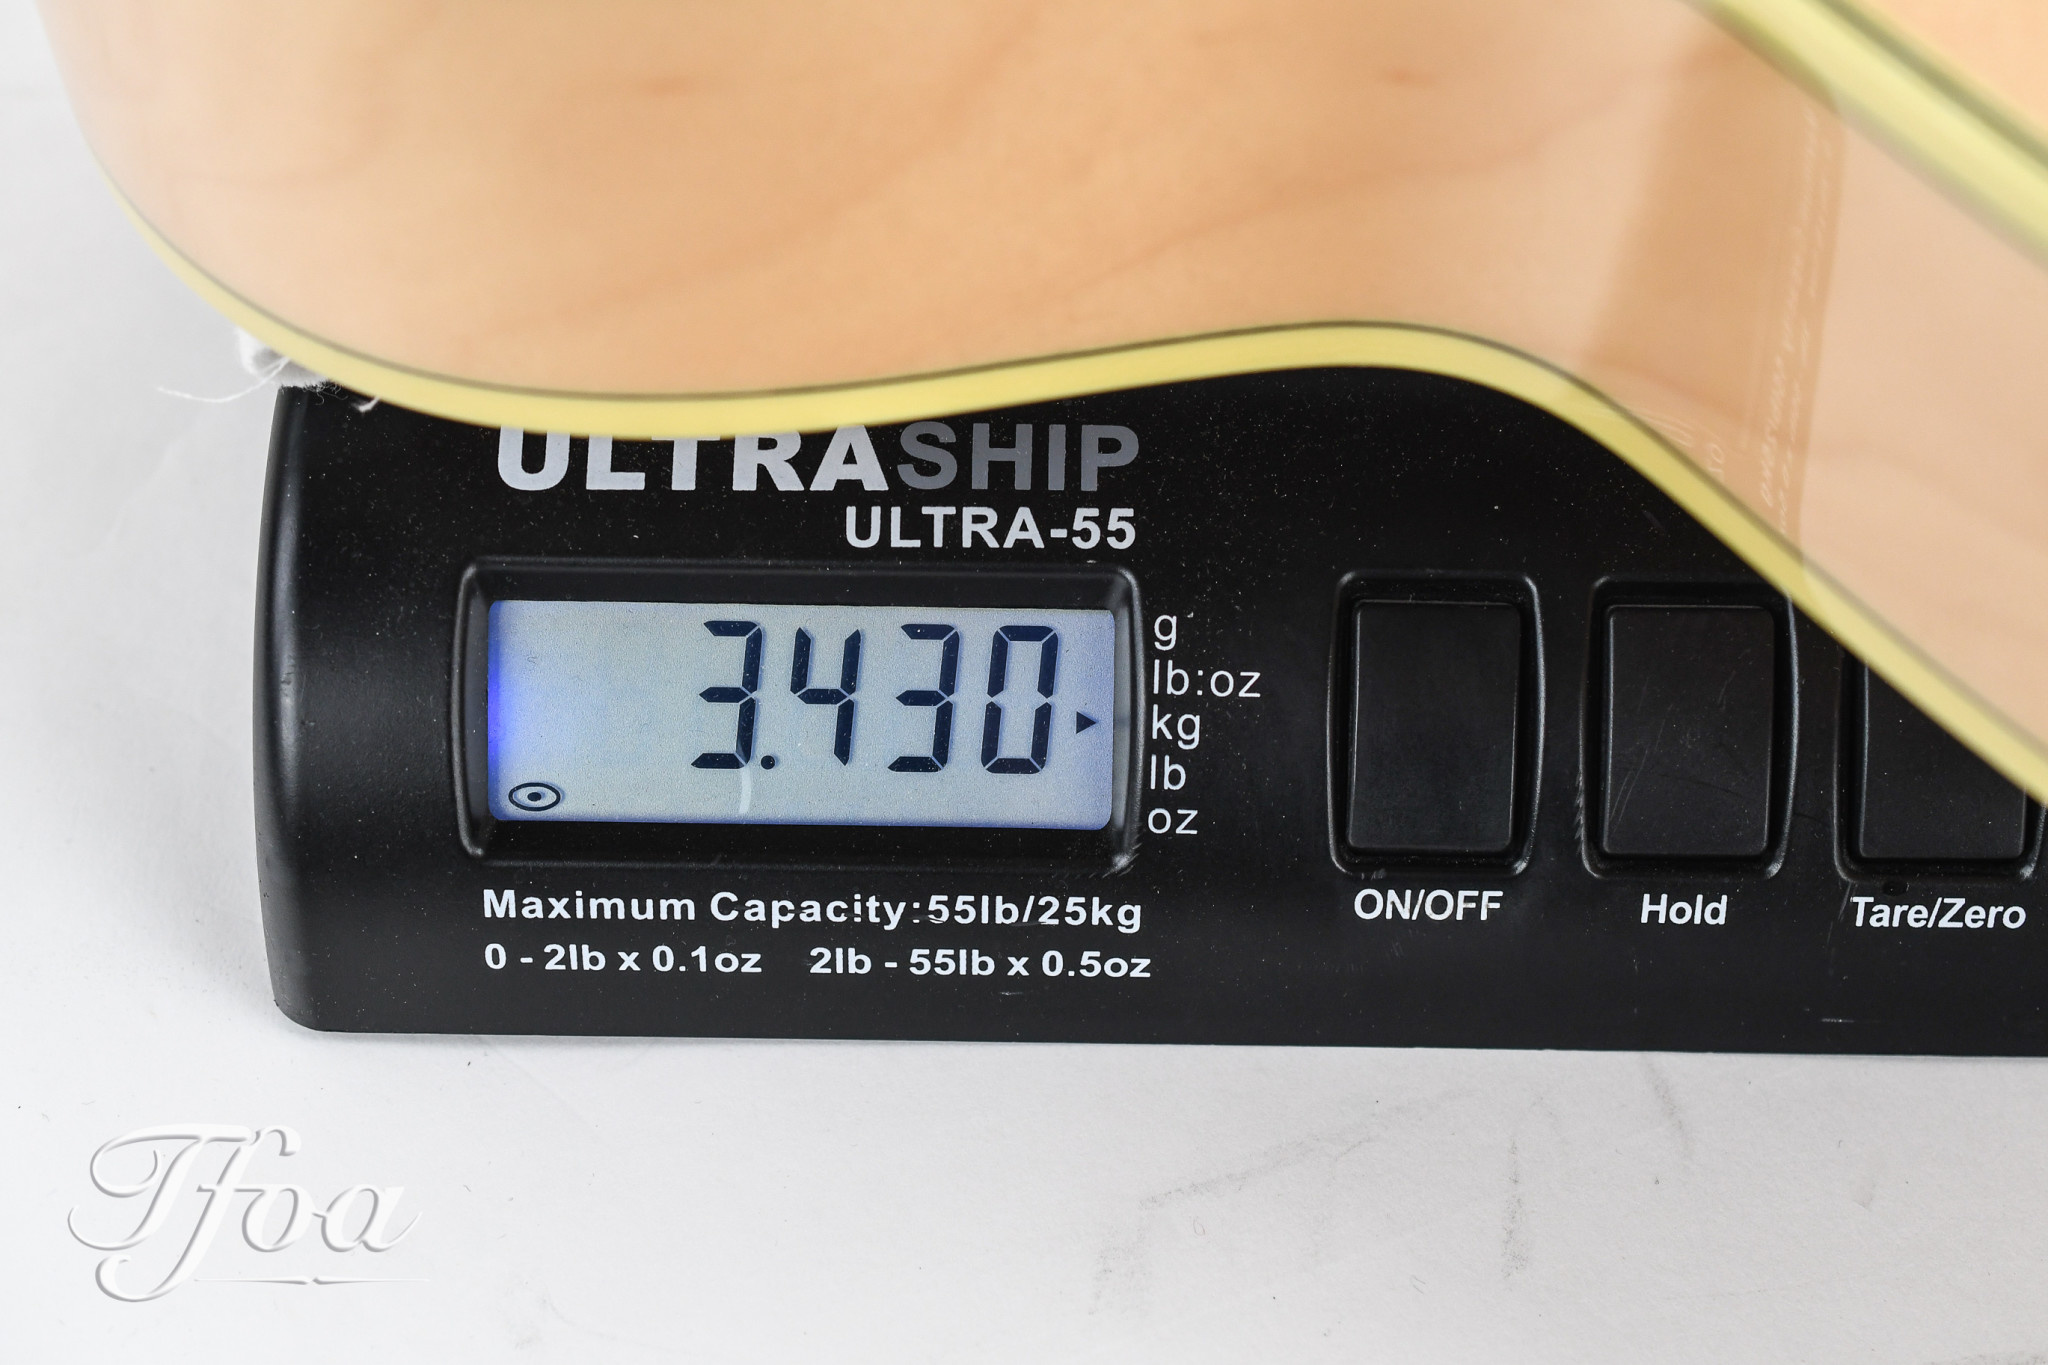 ULTRASHIP
ULTRA-55
3.430
g
lb:oz
kg
lb
oz
Maximum Capacity:55lb/25kg
0 - 2lb x 0.1oz 2lb - 55lb x 0.5oz
ON/OFF
Hold
Tare/Zero
Tfoa